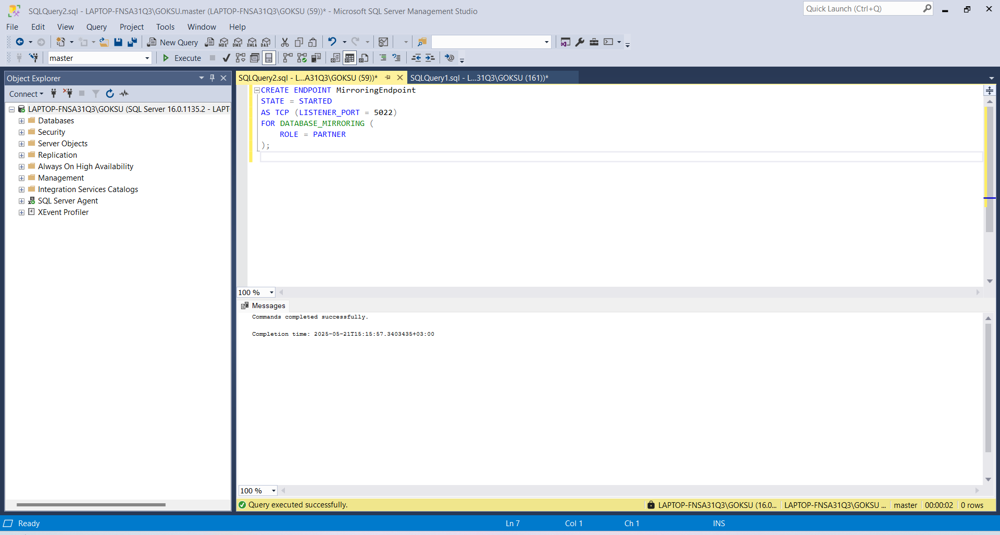 SQLQuery2.sql - LAPTOP-FNSA31Q3\GOKSU.master (LAPTOP-FNSA31Q3\GOKSU (59))* - Microsoft SQL Server Management Studio
Quick Launch (Ctrl+Q)
File Edit View Query Project Tools Window Help
New Query MDX DMX XMLA DAX
master Execute
Object Explorer
Connect
LAPTOP-FNSA31Q3\GOKSU (SQL Server 16.0.1135.2 - LAPT
Databases
Security
Server Objects
Replication
Always On High Availability
Management
Integration Services Catalogs
SQL Server Agent
XEvent Profiler
SQLQuery2.sql - L...A31Q3\GOKSU (59))* SQLQuery1.sql - L...31Q3\GOKSU (161))*
CREATE ENDPOINT MirroringEndpoint
STATE = STARTED
AS TCP (LISTENER_PORT = 5022)
FOR DATABASE_MIRRORING (
ROLE = PARTNER
);
100 %
Messages
Commands completed successfully.
Completion time: 2025-05-21T15:15:57.3403435+03:00
100 %
Query executed successfully. LAPTOP-FNSA31Q3\GOKSU (16.0... LAPTOP-FNSA31Q3\GOKSU ... master 00:00:02 0 rows
Ready Ln 7 Col 1 Ch 1 INS